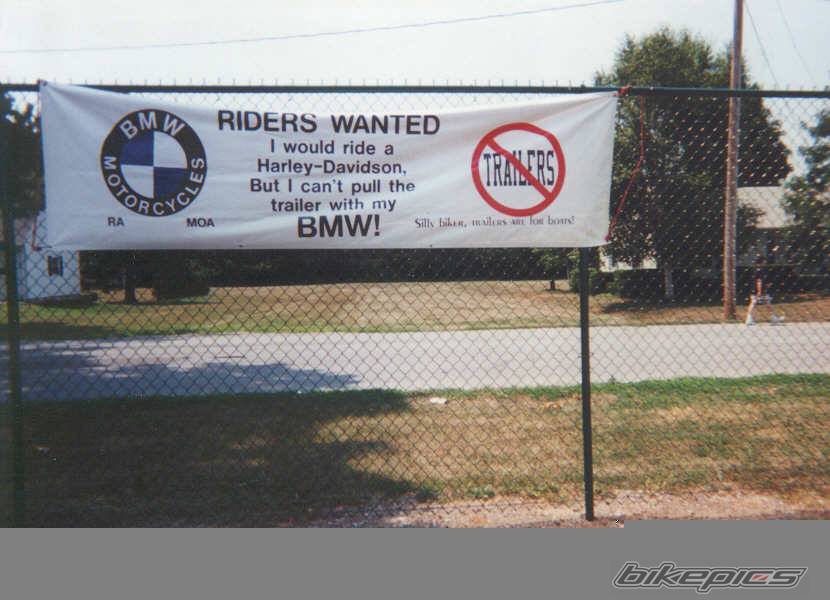 BMW
MOTORCYCLES
RA MOA
RIDERS WANTED
I would ride a
Harley-Davidson,
But I can't pull the
trailer with my
BMW!
TRAILERS
Silly biker, trailers are for boats!
bikepics